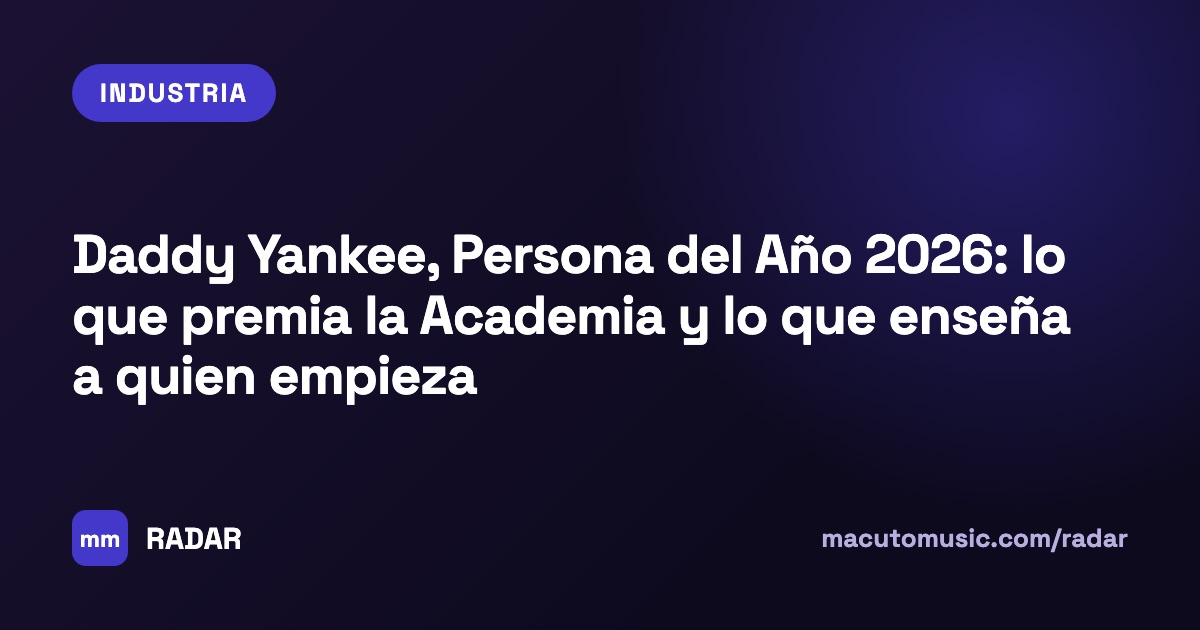 INDUSTRIA
Daddy Yankee, Persona del Año 2026: lo
que premia la Academia y lo que enseña
a quien empieza
mm RADAR
macutomusic.com/radar